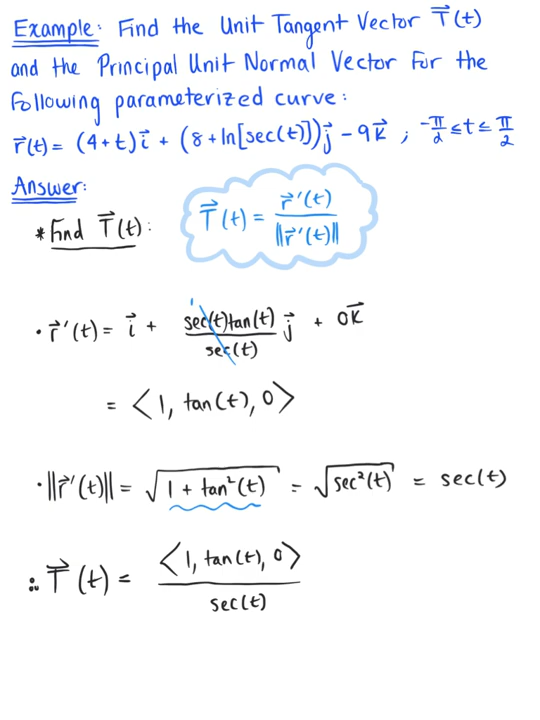 Example: Find the Unit Tangent Vector T⃗(t)
and the Principal Unit Normal Vector for the
following parameterized curve:
r⃗(t) = (4+t)i⃗ + (8+ln[sec(t)])j⃗ - 9k⃗ ; -π/2 ≤ t ≤ π/2
Answer:
* Find T⃗(t): T⃗(t) = r⃗'(t) / ||r⃗'(t)||
· r⃗'(t) = i⃗ + sec(t)tan(t) / sec(t) j⃗ + 0k⃗
= <1, tan(t), 0>
· ||r⃗'(t)|| = √(1 + tan²(t)) = √(sec²(t)) = sec(t)
∴ T⃗(t) = <1, tan(t), 0> / sec(t)